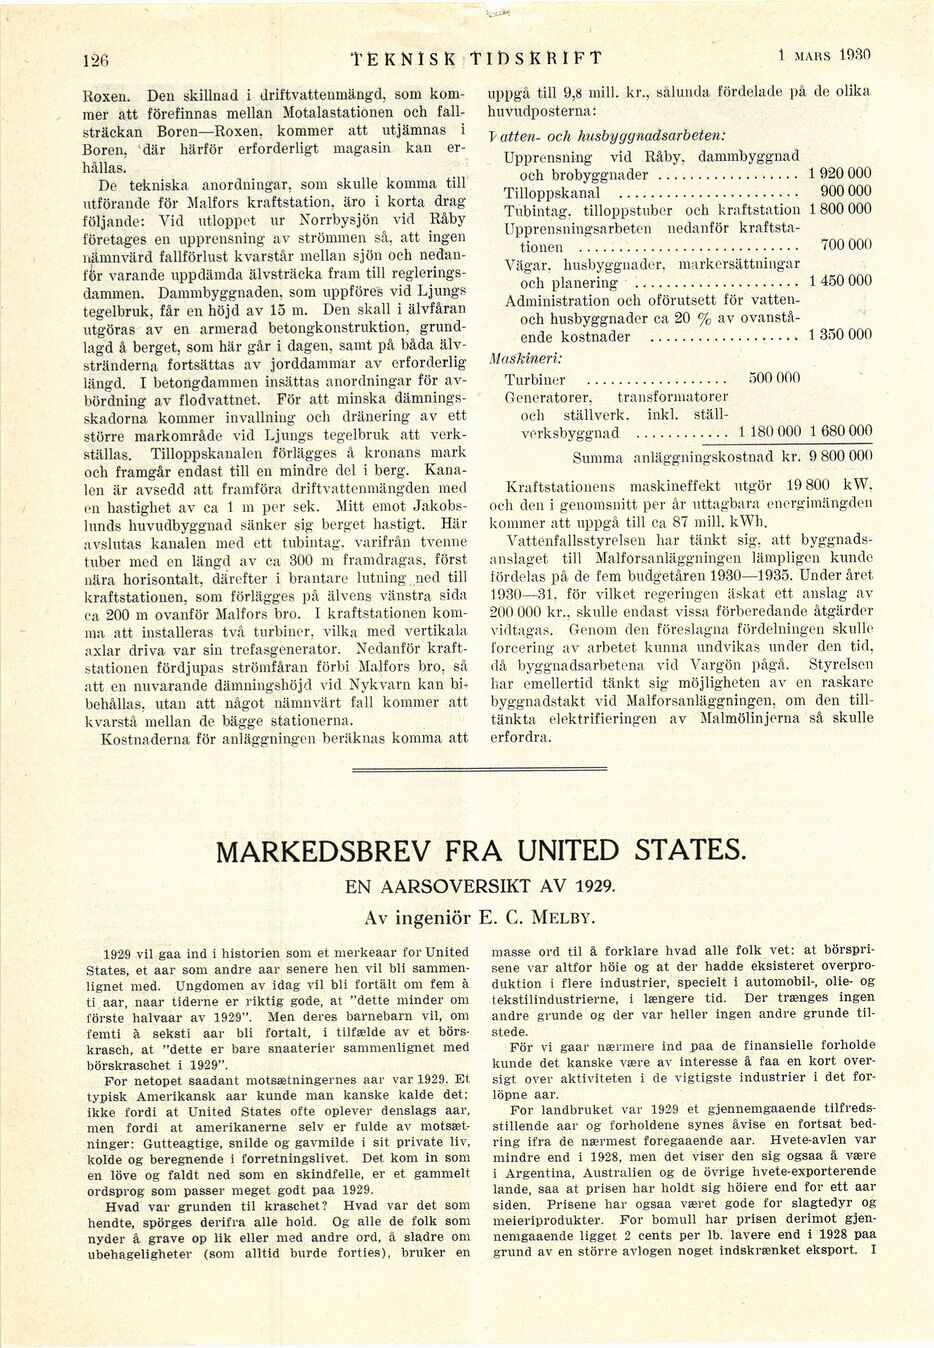 126
TEKNISK TIDSKRIFT
1 MARS 1930
Roxen. Den skillnad i driftvattenmängd, som kom-
mer att förefinnas mellan Motalastationen och fall-
sträckan Boren—Roxen, kommer att utjämnas i
Boren, där härför erforderligt magasin kan er-
hållas.
De tekniska anordningar, som skulle komma till
utförande för Malfors kraftstation, äro i korta drag
följande: Vid utloppet ur Norrbysjön vid Råby
företages en upprensning av strömmen så, att ingen
nämnvärd fallförlust kvarstår mellan sjön och nedan-
för varande uppdämda älvsträcka fram till reglerings-
dammen. Dammbyggnaden, som uppföres vid Ljungs
tegelbruk, får en höjd av 15 m. Den skall i älvfåran
utgöras av en armerad betongkonstruktion, grund-
lagd å berget, som här går i dagen, samt på båda älv-
stränderna fortsättas av jorddammar av erforderlig
längd. I betongdammen insättas anordningar för av-
bördning av flodvattnet. För att minska dämnings-
skadorna kommer invallning och dränering av ett
större markområde vid Ljungs tegelbruk att verk-
ställas. Tilloppskanalen förlägges å kronans mark
och framgår endast till en mindre del i berg. Kana-
len är avsedd att framföra driftvattenmängden med
en hastighet av ca 1 m per sek. Mitt emot Jakobs-
lunds huvudbyggnad sänker sig berget hastigt. Här
avslutas kanalen med ett tubintag, varifrån tvenne
tuber med en längd av ca 300 m framdragas, först
nära horisontalt, därefter i brantare lutning ned till
kraftstationen, som förlägges på älvens vänstra sida
ca 200 m ovanför Malfors bro. I kraftstationen kom-
ma att installeras två turbiner, vilka med vertikala
axlar driva var sin trefasgenerator. Nedanför kraft-
stationen fördjupas strömfåran förbi Malfors bro, så
att en nuvarande dämningshöjd vid Nykvarn kan bi-
behållas, utan att något nämnvärt fall kommer att
kvarstå mellan de bägge stationerna.
Kostnaderna för anläggningen beräknas komma att
uppgå till 9,8 mill. kr., sålunda fördelade på de olika
huvudposterna:
Vatten- och husbyggnadsarbeten:
Upprensning vid Råby, dammbyggnad
och brobyggnader ................. 1 920 000
Tilloppskanal ....................... 900 000
Tubintag, tilloppstuber och kraftstation 1 800 000
Upprensningsarbeten nedanför kraftsta-
tionen ............................ 700 000
Vägar, husbyggnader, markersättningar
och planering ..................... 1 450 000
Administration och oförutsett för vatten-
och husbyggnader ca 20 % av ovanstå-
ende kostnader ................... 1 350 000
Maskineri:
Turbiner .................. 500 000
Generatorer, transformatorer
och ställverk, inkl. ställ-
verksbyggnad ............ 1 180 000 1 680 000
Summa anläggningskostnad kr. 9 800 000
Kraftstationens maskineffekt utgör 19 800 kW,
och den i genomsnitt per år uttagbara energimängden
kommer att uppgå till ca 87 mill. kWh.
Vattenfallsstyrelsen har tänkt sig, att byggnads-
anslaget till Malforsanläggningen lämpligen kunde
fördelas på de fem budgetåren 1930—1935. Under året
1930—31, för vilket regeringen äskat ett anslag av
200 000 kr., skulle endast vissa förberedande åtgärder
vidtagas. Genom den föreslagna fördelningen skulle
forcering av arbetet kunna undvikas under den tid,
då byggnadsarbetena vid Vargön pågå. Styrelsen
har emellertid tänkt sig möjligheten av en raskare
byggnadstakt vid Malforsanläggningen, om den till-
tänkta elektrifieringen av Malmölinjerna så skulle
erfordra.
MARKEDSBREV FRA UNITED STATES.
EN AARSOVERSIKT AV 1929.
Av ingeniör E. C. MELBY.
1929 vil gaa ind i historien som et merkeaar for United
States, et aar som andre aar senere hen vil bli sammen-
lignet med. Ungdomen av idag vil bli fortält om fem à
ti aar, naar tiderne er riktig gode, at ”dette minder om
förste halvaar av 1929”. Men deres barnebarn vil, om
femti à seksti aar bli fortalt, i tilfælde av et börs-
krasch, at ”dette er bare snaaterier sammenlignet med
börskraschet i 1929”.
For netopet saadant motsætningernes aar var 1929. Et
typisk Amerikansk aar kunde man kanske kalde det;
ikke fordi at United States ofte oplever denslags aar,
men fordi at amerikanerne selv er fulde av motsæt-
ninger: Gutteagtige, snilde og gavmilde i sit private liv,
kolde og beregnende i forretningslivet. Det kom in som
en löve og faldt ned som en skindfelle, er et gammelt
ordsprog som passer meget godt paa 1929.
Hvad var grunden til kraschet? Hvad var det som
hendte, spörges derifra alle hold. Og alle de folk som
nyder å grave op lik eller med andre ord, å sladre om
ubehageligheter (som alltid burde forties), bruker en
masse ord til å forklare hvad alle folk vet: at börspri-
sene var altfor höie og at der hadde eksisteret overpro-
duktion i flere industrier, specielt i automobil-, olie- og
tekstilindustrierne, i længere tid. Der trænges ingen
andre grunde og der var heller ingen andre grunde til-
stede.
För vi gaar nærmere ind paa de finansielle forholde
kunde det kanske være av interesse å faa en kort over-
sigt over aktiviteten i de vigtigste industrier i det for-
löpne aar.
For landbruket var 1929 et gjennemgaaende tilfreds-
stillende aar og forholdene synes åvise en fortsat bed-
ring ifra de nærmest foregaaende aar. Hvete-avlen var
mindre end i 1928, men det viser den sig ogsaa å være
i Argentina, Australien og de övrige hvete-exporterende
lande, saa at prisen har holdt sig höiere end for ett aar
siden. Prisene har ogsaa været gode for slagtedyr og
meieriprodukter. For bomull har prisen derimot gjen-
nemgaaende ligget 2 cents per lb. lavere end i 1928 paa
grund av en större avlogen noget indskrænket eksport. I